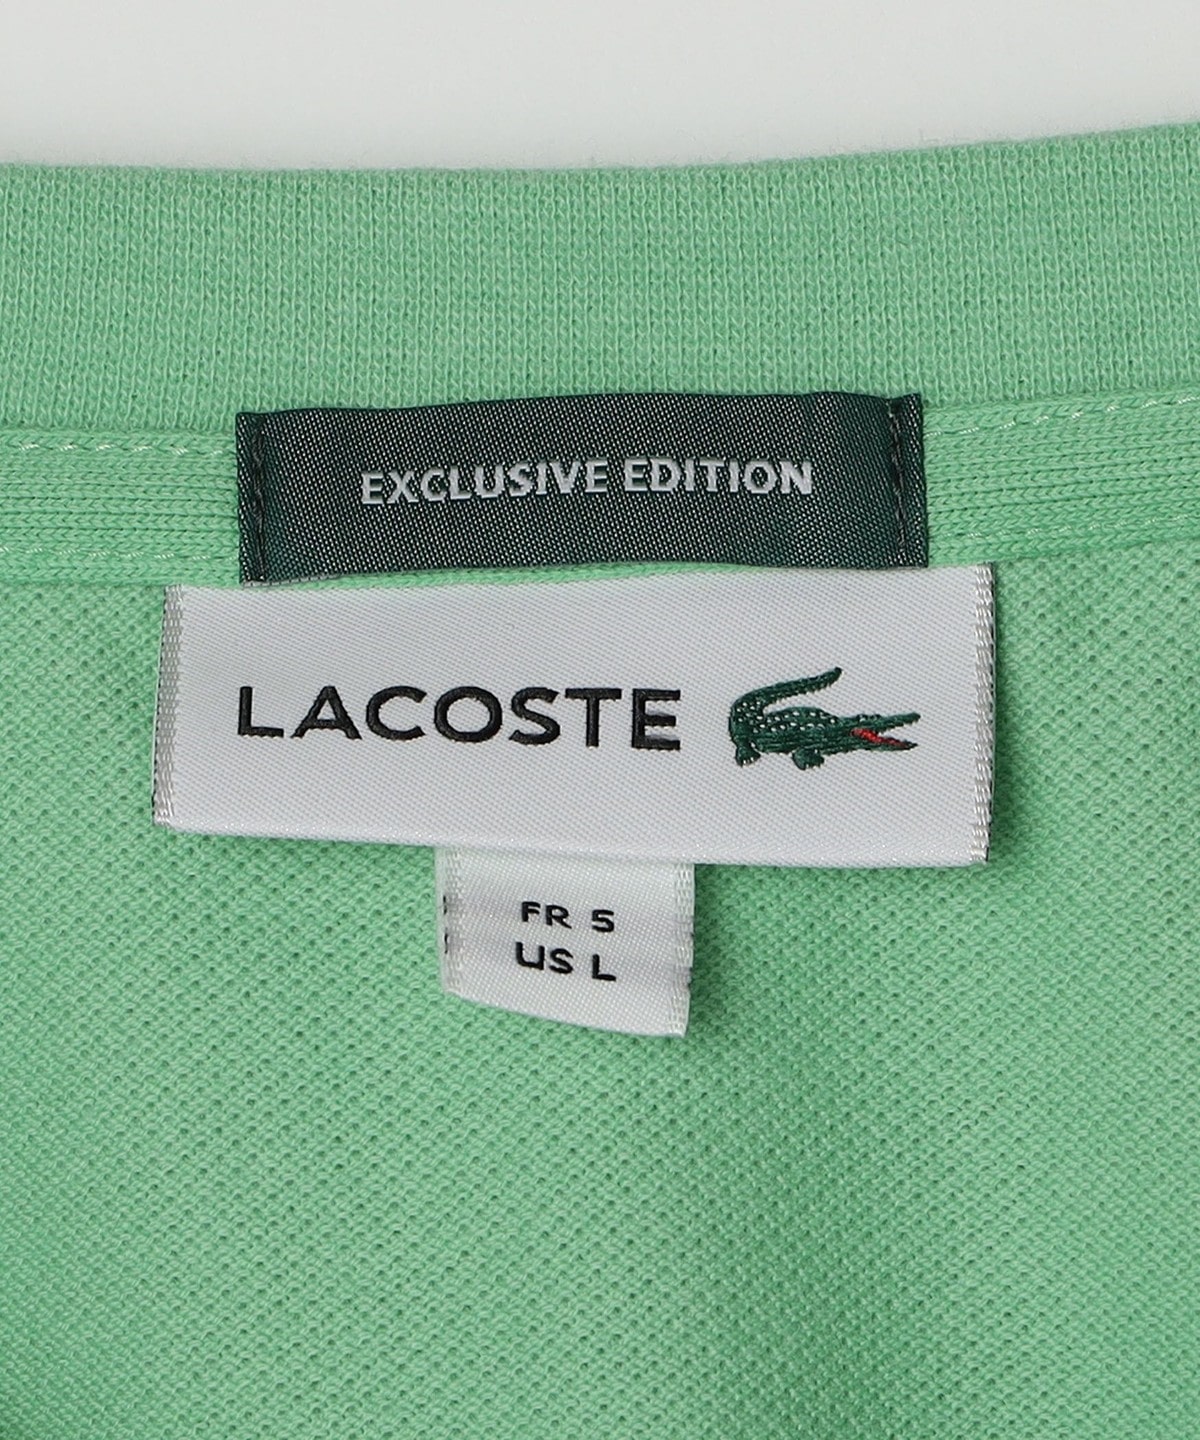 EXCLUSIVE EDITION
LACOSTE
FR 5
US L